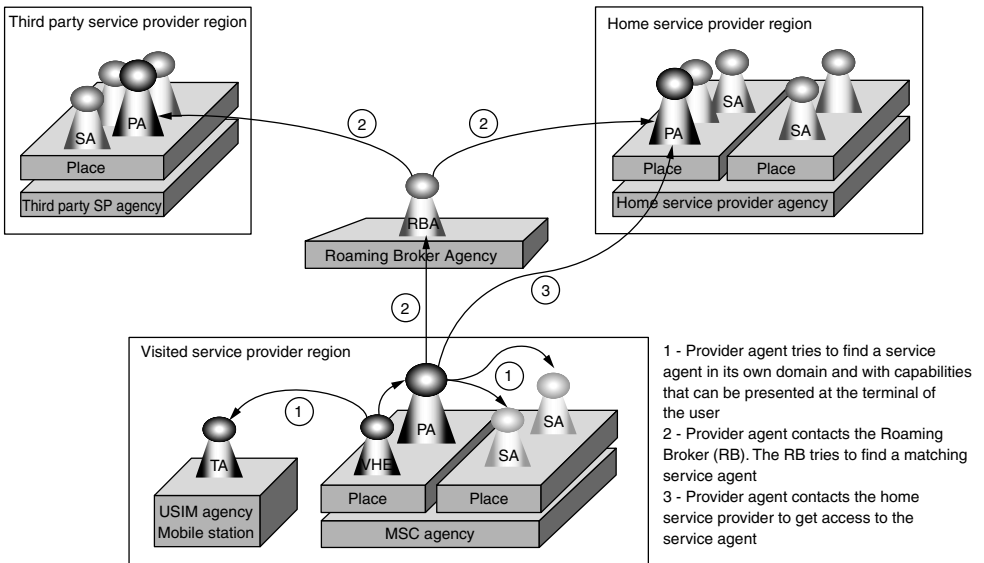 Third party service provider region
SA
PA
Place
Third party SP agency
2
2
Home service provider region
SA
PA
SA
Place
Place
Home service provider agency
RBA
Roaming Broker Agency
2
3
Visited service provider region
1
1
TA
PA
VHE
SA
SA
USIM agency
Mobile station
Place
Place
MSC agency
1 - Provider agent tries to find a service
agent in its own domain and with capabilities
that can be presented at the terminal of
the user
2 - Provider agent contacts the Roaming
Broker (RB). The RB tries to find a matching
service agent
3 - Provider agent contacts the home
service provider to get access to the
service agent